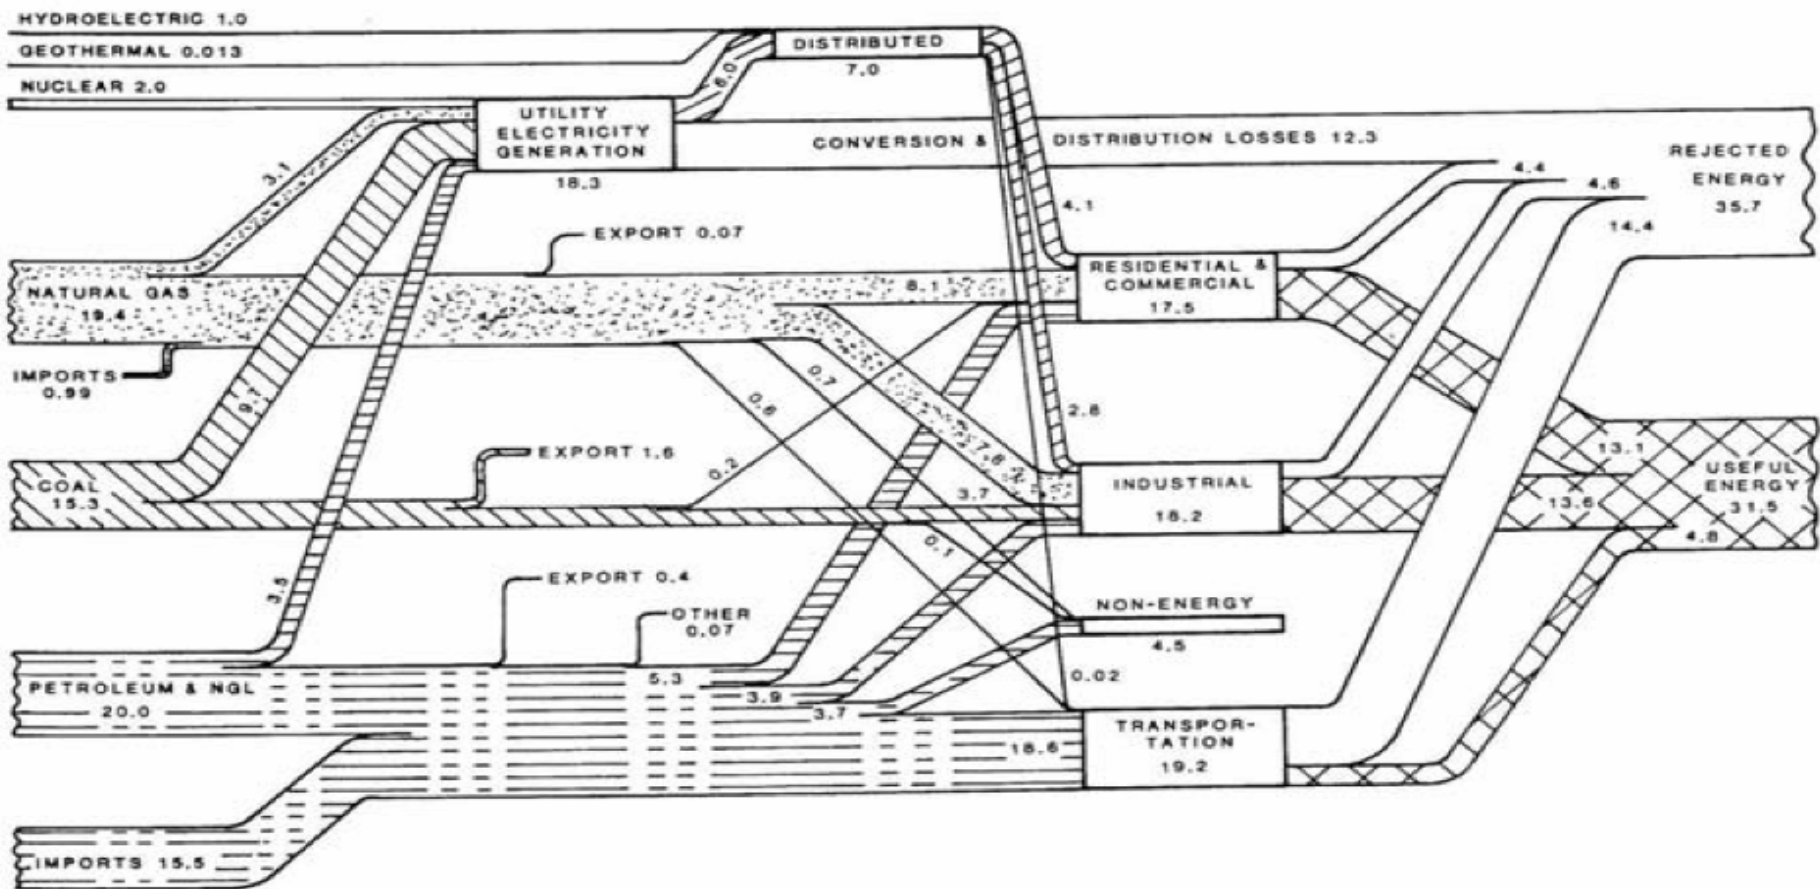 HYDROELECTRIC 1.0
GEOTHERMAL 0.013
NUCLEAR 2.0
DISTRIBUTED
7.0
6.0
UTILITY
ELECTRICITY
GENERATION
18.3
CONVERSION & DISTRIBUTION LOSSES 12.3
REJECTED
ENERGY
35.7
4.4
4.6
14.4
3.1
4.1
EXPORT 0.07
NATURAL GAS
19.4
8.1
RESIDENTIAL &
COMMERCIAL
17.5
IMPORTS
0.99
9.7
0.6
0.7
2.8
EXPORT 1.6
COAL
15.3
0.2
7.8
3.7
INDUSTRIAL
18.2
13.1
13.6
USEFUL
ENERGY
31.5
4.8
0.1
3.5
EXPORT 0.4
OTHER
0.07
NON-ENERGY
4.5
PETROLEUM & NGL
20.0
5.3
3.9
3.7
0.02
18.6
TRANSPOR-
TATION
19.2
IMPORTS 15.5